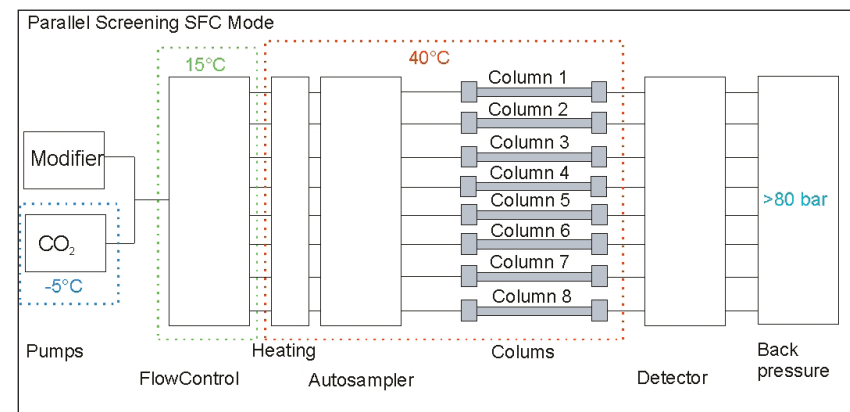 Parallel Screening SFC Mode
15°C
40°C
Column 1
Column 2
Column 3
Column 4
Column 5
Column 6
Column 7
Column 8
Modifier
CO₂
-5°C
>80 bar
Pumps
FlowControl
Heating
Autosampler
Colums
Detector
Back
pressure